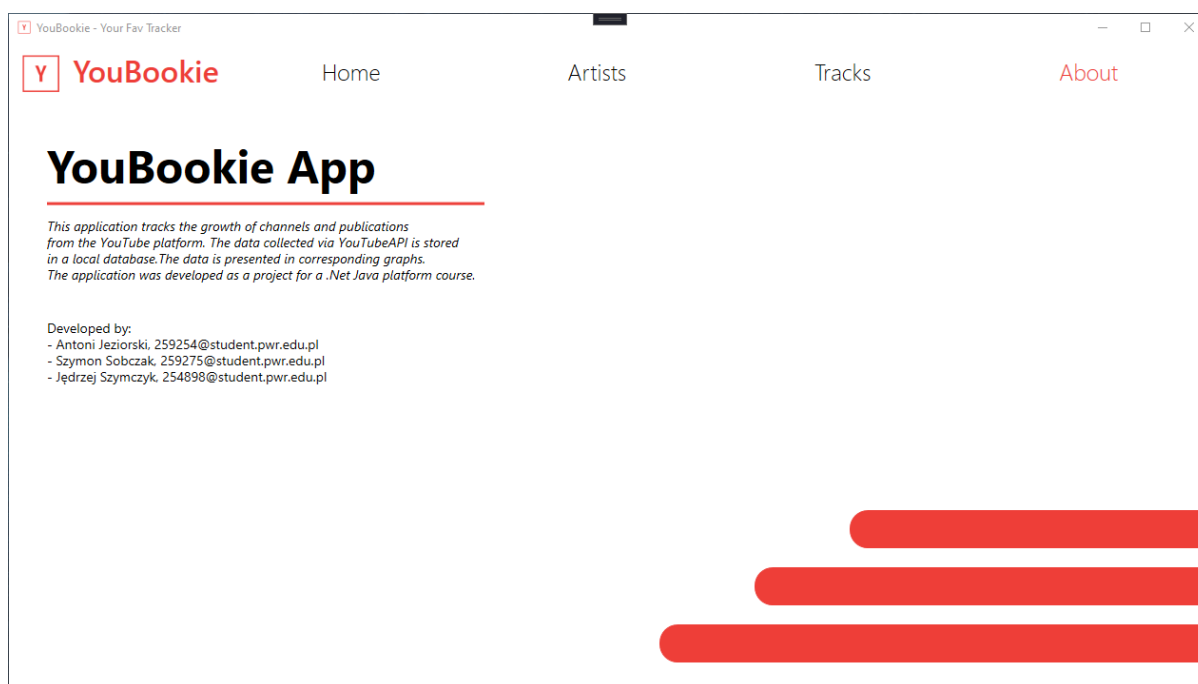 Y YouBookie - Your Fav Tracker
Y YouBookie Home Artists Tracks About
YouBookie App
This application tracks the growth of channels and publications
from the YouTube platform. The data collected via YouTubeAPI is stored
in a local database.The data is presented in corresponding graphs.
The application was developed as a project for a .Net Java platform course.
Developed by:
- Antoni Jeziorski, 259254@student.pwr.edu.pl
- Szymon Sobczak, 259275@student.pwr.edu.pl
- Jędrzej Szymczyk, 254898@student.pwr.edu.pl